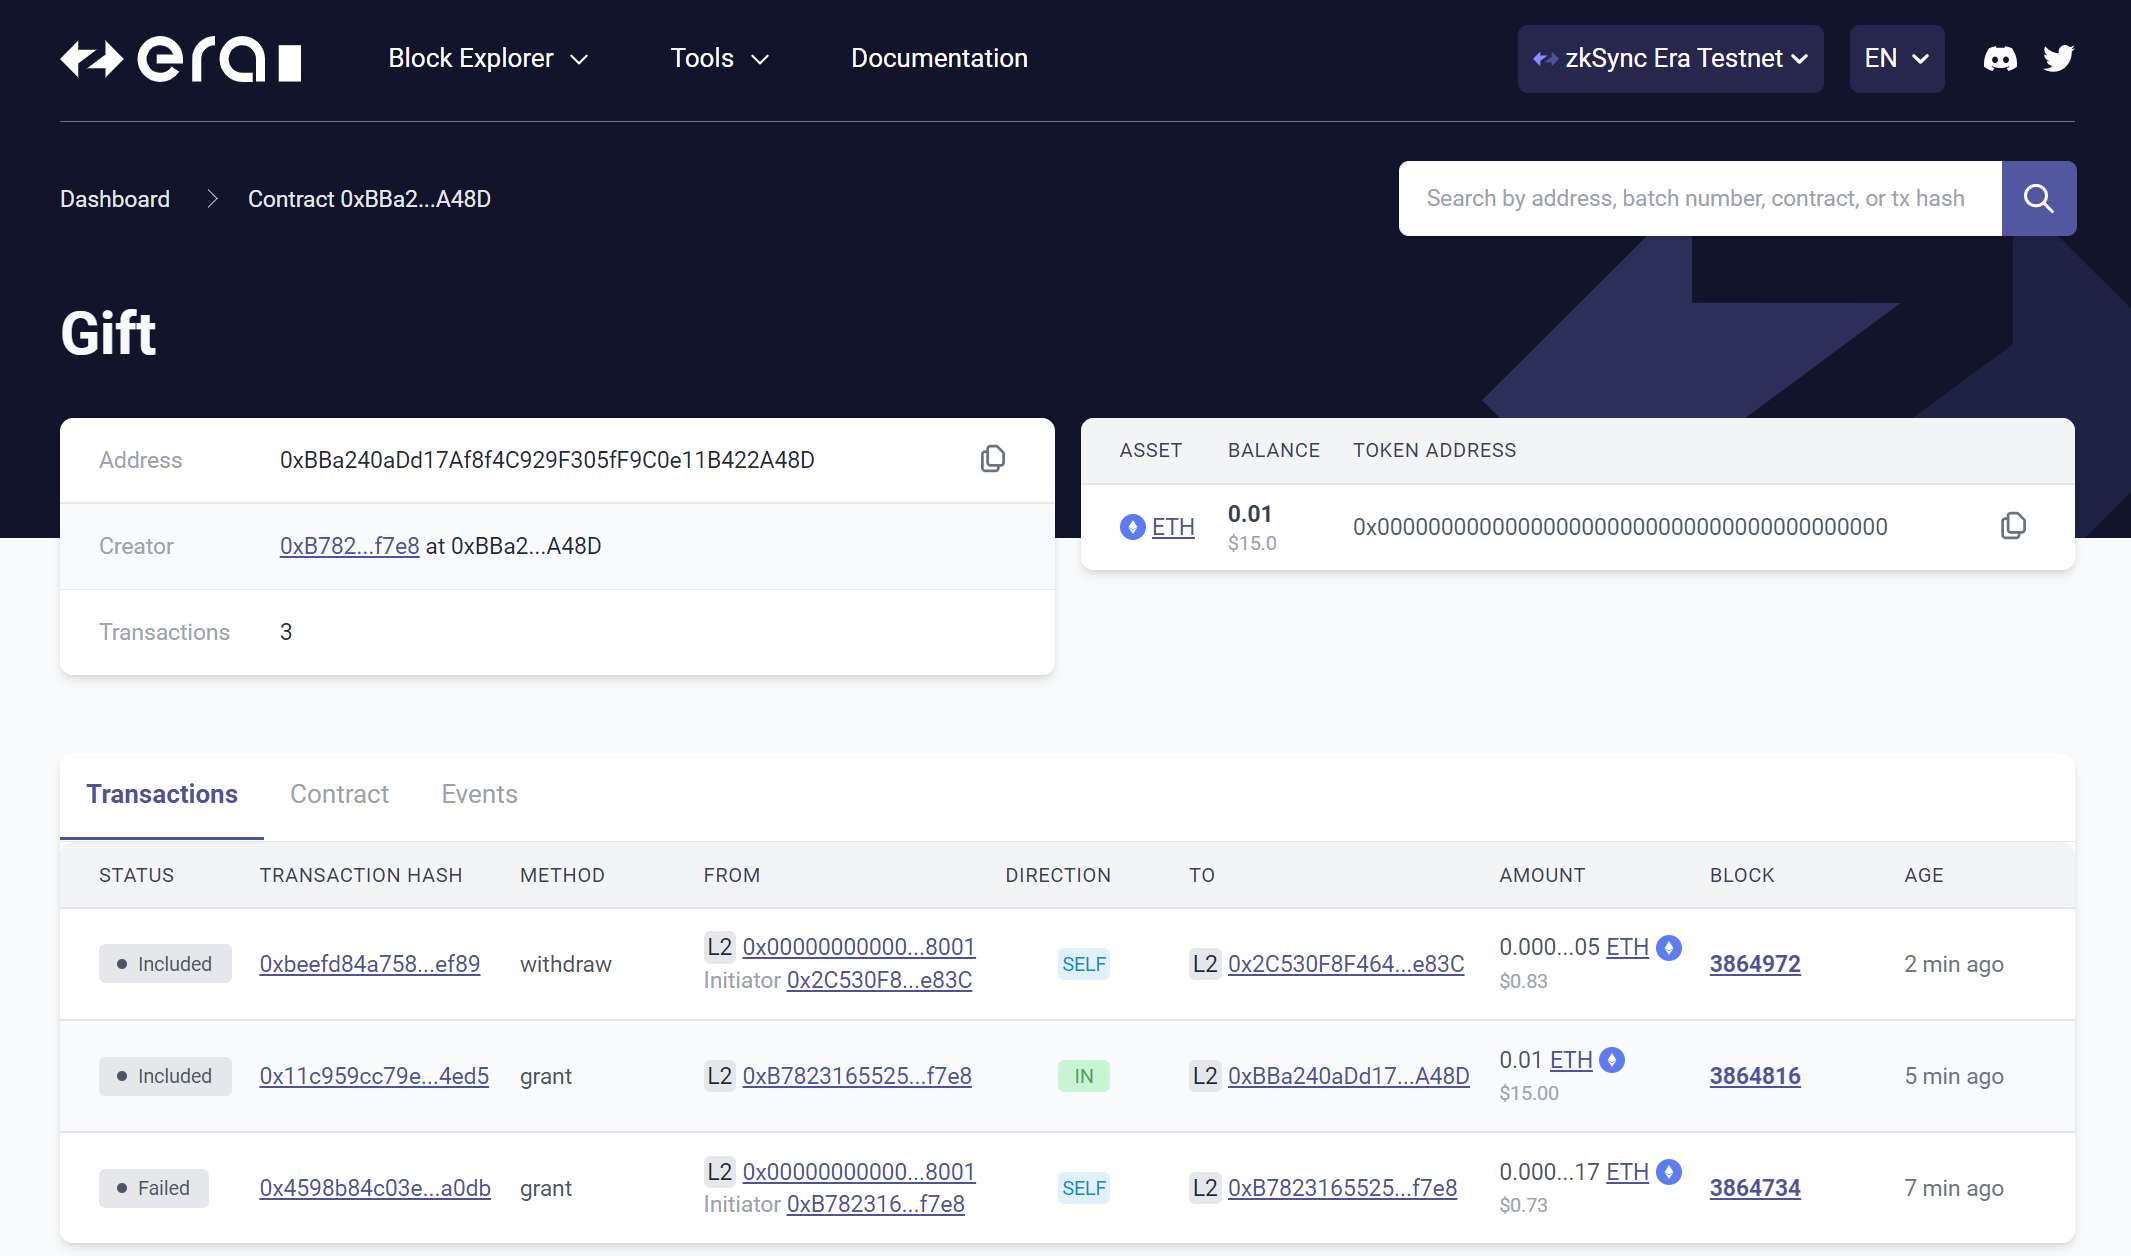 era
Block Explorer
Tools
Documentation
zkSync Era Testnet
EN
Dashboard
Contract 0xBBa2...A48D
Search by address, batch number, contract, or tx hash
Gift
Address 0xBBa240aDd17Af8f4C929F305fF9C0e11B422A48D
Creator 0xB782...f7e8 at 0xBBa2...A48D
Transactions 3
ASSET BALANCE TOKEN ADDRESS
ETH 0.01 0x0000000000000000000000000000000000000000
$15.0
Transactions Contract Events
STATUS TRANSACTION HASH METHOD FROM DIRECTION TO AMOUNT BLOCK AGE
Included 0xbeefd84a758...ef89 withdraw L2 0x00000000000...8001 SELF L2 0x2C530F8F464...e83C 0.000...05 ETH 3864972 2 min ago
Initiator 0x2C530F8...e83C $0.83
Included 0x11c959cc79e...4ed5 grant L2 0xB7823165525...f7e8 IN L2 0xBBa240aDd17...A48D 0.01 ETH 3864816 5 min ago
$15.00
Failed 0x4598b84c03e...a0db grant L2 0x00000000000...8001 SELF L2 0xB7823165525...f7e8 0.000...17 ETH 3864734 7 min ago
Initiator 0xB782316...f7e8 $0.73